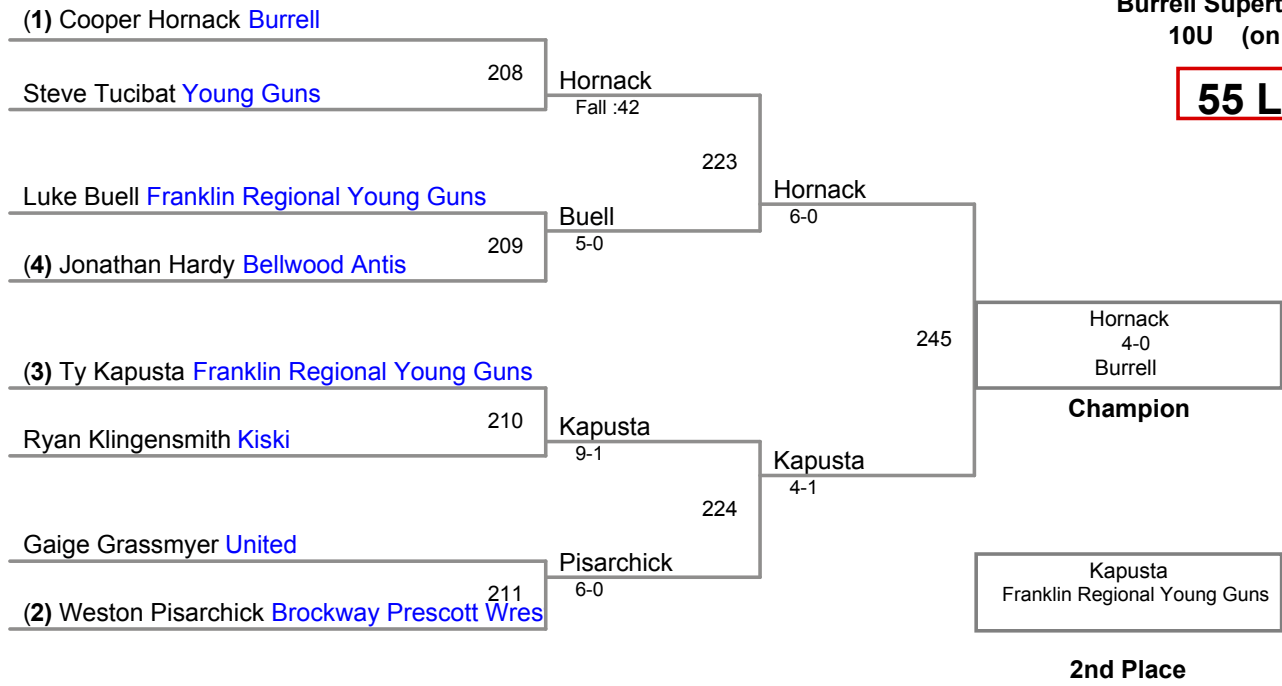 Burrell Supert
10U (on
55 L
(1) Cooper Hornack Burrell
208
Steve Tucibat Young Guns
Hornack
Fall :42
223
Luke Buell Franklin Regional Young Guns
209
(4) Jonathan Hardy Bellwood Antis
Buell
5-0
Hornack
6-0
245
(3) Ty Kapusta Franklin Regional Young Guns
210
Ryan Klingensmith Kiski
Kapusta
9-1
224
Gaige Grassmyer United
211
(2) Weston Pisarchick Brockway Prescott Wres
Pisarchick
6-0
Kapusta
4-1
Hornack
4-0
Burrell
Champion
Kapusta
Franklin Regional Young Guns
2nd Place